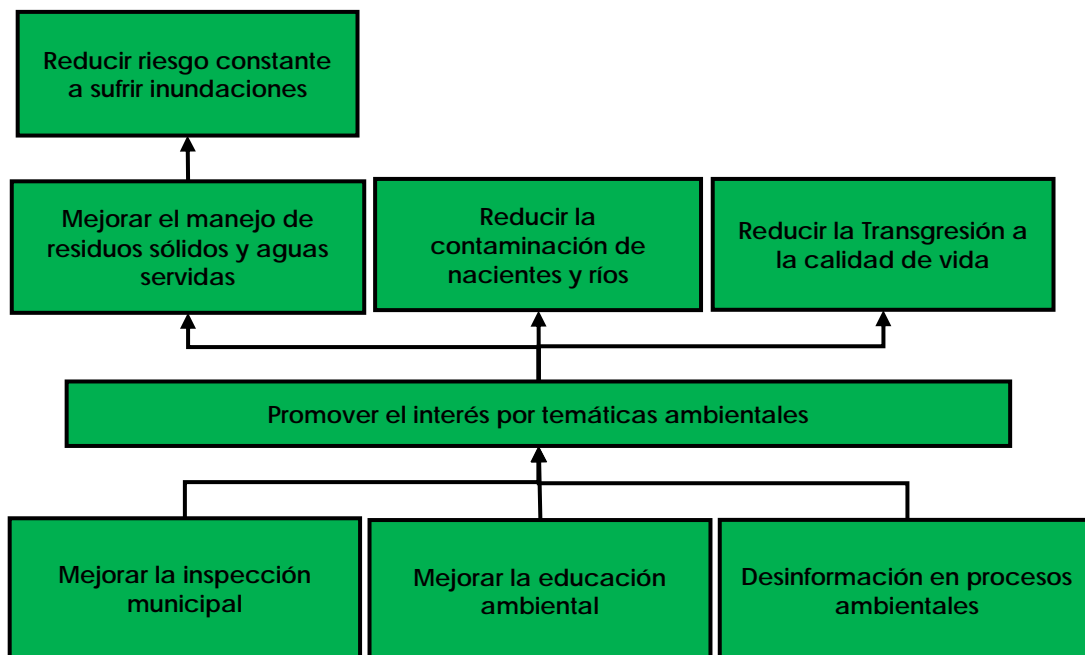 Reducir riesgo constante
a sufrir inundaciones
Mejorar el manejo de
residuos sólidos y aguas
servidas
Reducir la
contaminación de
nacientes y ríos
Reducir la Transgresión a
la calidad de vida
Promover el interés por temáticas ambientales
Mejorar la inspección
municipal
Mejorar la educación
ambiental
Desinformación en procesos
ambientales